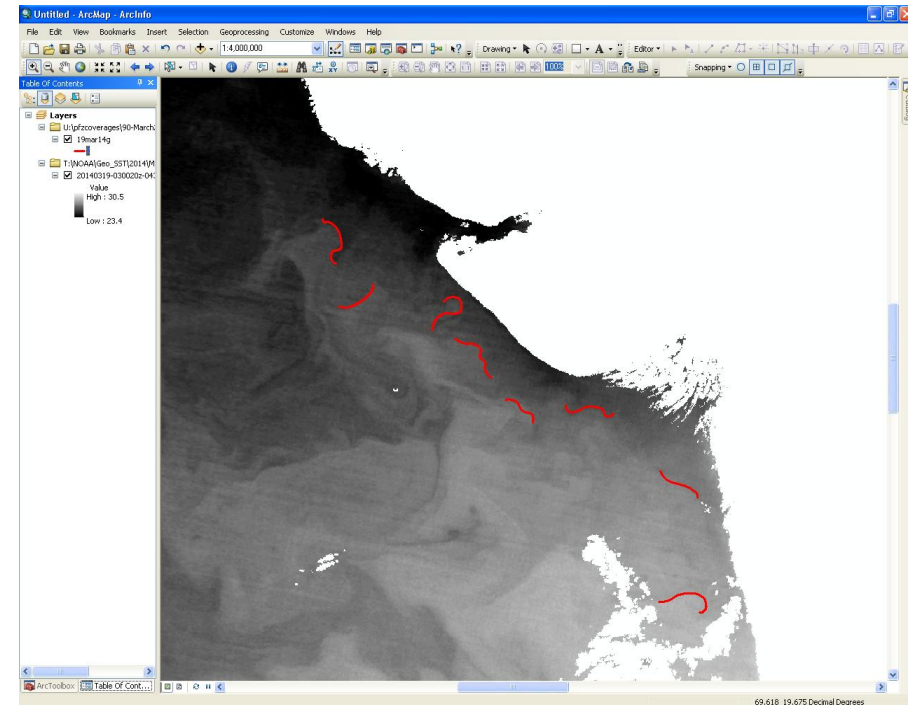 Untitled - ArcMap - ArcInfo
File Edit View Bookmarks Insert Selection Geoprocessing Customize Windows Help
1:4,000,000
Drawing
Editor
100%
Snapping
Table Of Contents
Layers
U:\pfzcoverages\90-March
19mar14g
T:\NOAA\Geo_SST\2014\M
20140319-030020z-04
Value
High : 30.5
Low : 23.4
ArcToolbox Table Of Cont...
69.618 19.675 Decimal Degrees